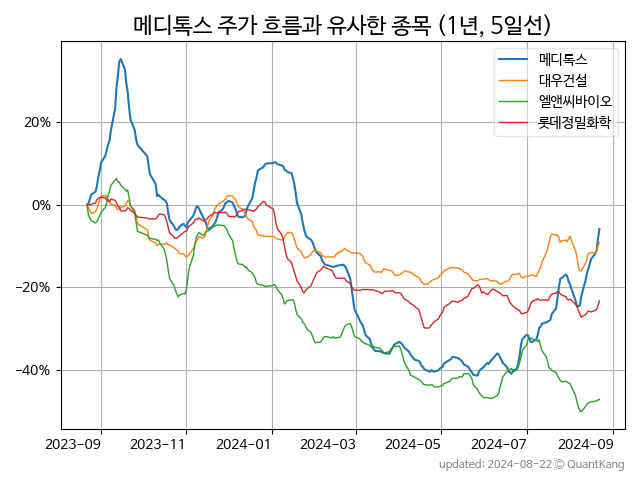 메디톡스 주가 흐름과 유사한 종목 (1년, 5일선)
메디톡스
대우건설
엘앤씨바이오
롯데정밀화학
20%
0%
−20%
−40%
2023-09 2023-11 2024-01 2024-03 2024-05 2024-07 2024-09
updated: 2024-08-22 © QuantKang